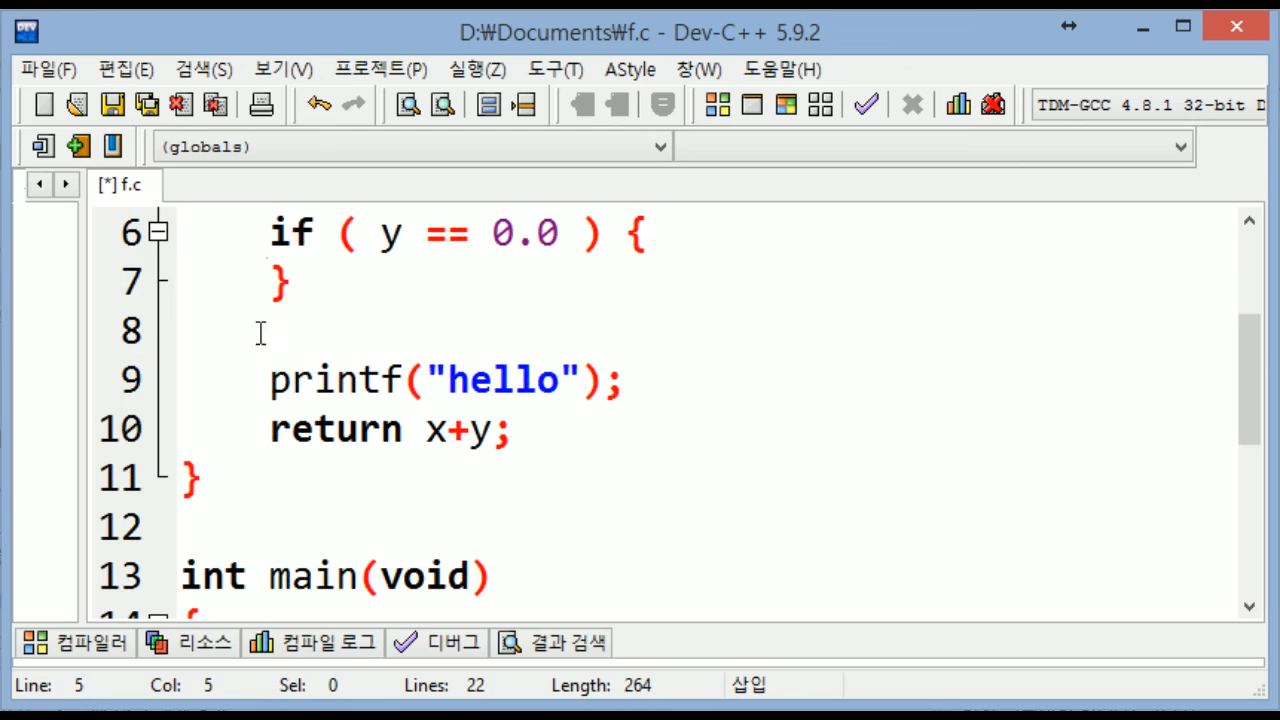 DEV
D:₩Documents₩f.c - Dev-C++ 5.9.2
파일(F) 편집(E) 검색(S) 보기(V) 프로젝트(P) 실행(Z) 도구(T) AStyle 창(W) 도움말(H)
TDM-GCC 4.8.1 32-bit D
(globals)
[*] f.c
6 if ( y == 0.0 ) {
7 }
8
9 printf("hello");
10 return x+y;
11 }
12
13 int main(void)
14 {
컴파일러 리소스 컴파일 로그 디버그 결과 검색
Line: 5 Col: 5 Sel: 0 Lines: 22 Length: 264 삽입